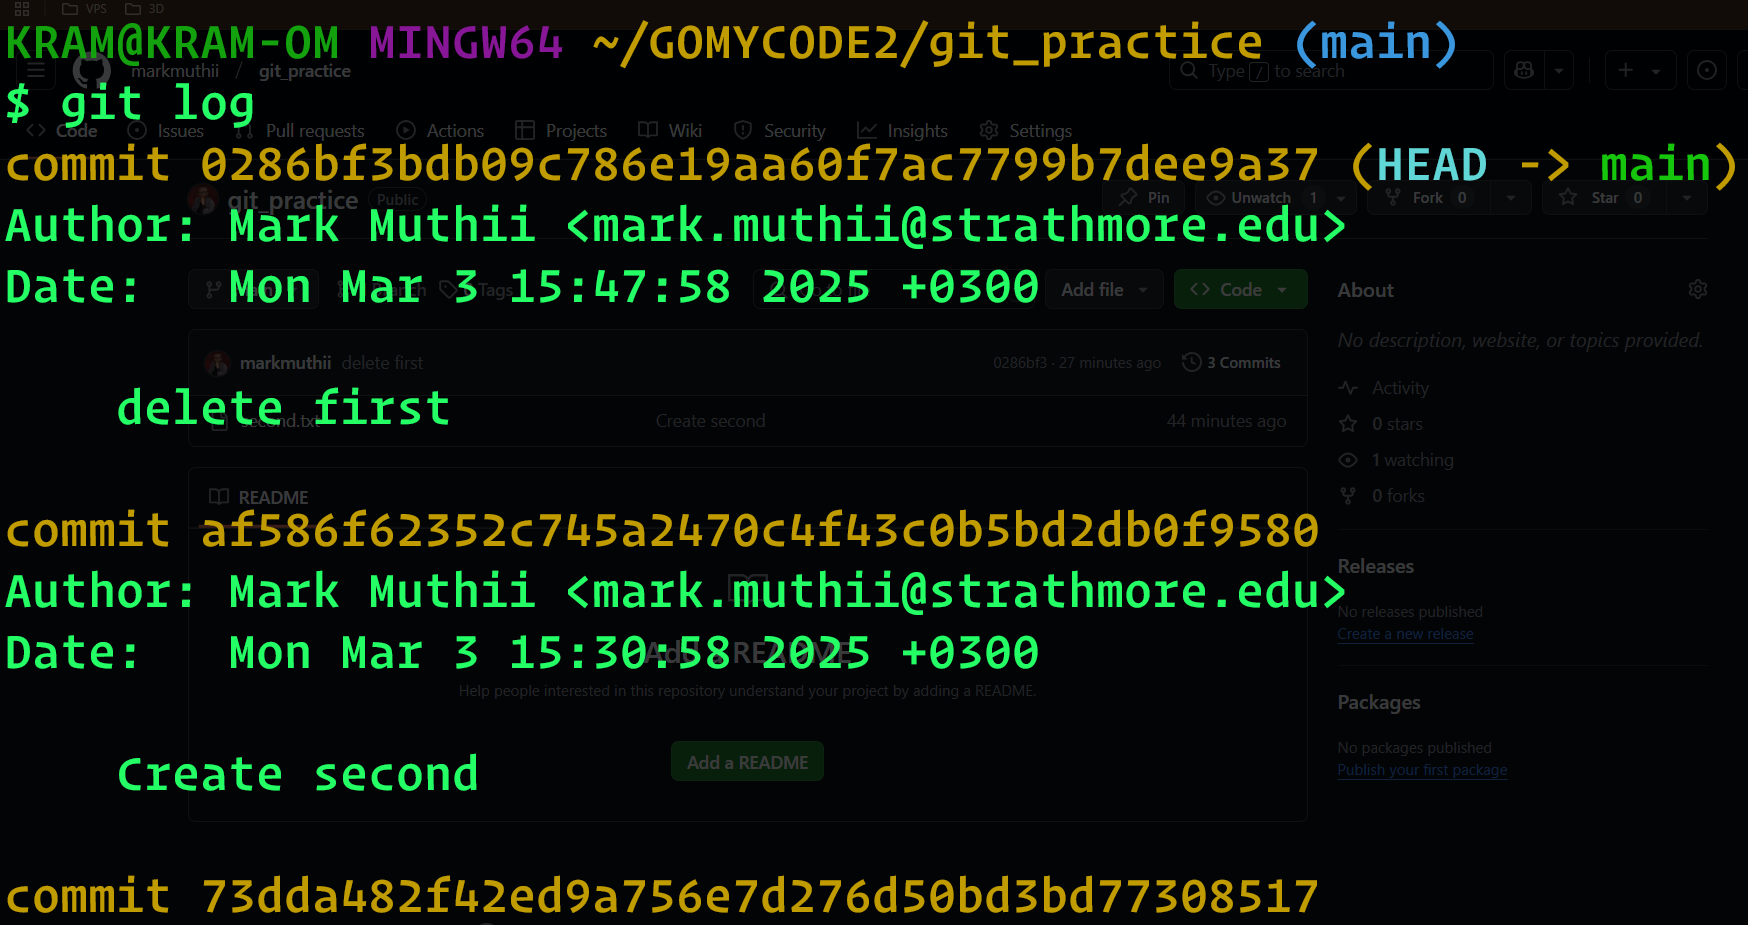 VPS 3D
KRAM@KRAM-OM MINGW64 ~/GOMYCODE2/git_practice (main)
markmuthii / git_practice
Type / to search
$ git log
Code Issues Pull requests Actions Projects Wiki Security Insights Settings
commit 0286bf3bdb09c786e19aa60f7ac7799b7dee9a37 (HEAD -> main)
git_practice Public
Pin Unwatch 1 Fork 0 Star 0
Author: Mark Muthii <mark.muthii@strathmore.edu>
Date:   Mon Mar 3 15:47:58 2025 +0300
Tags
Add file
<> Code
About
No description, website, or topics provided.
markmuthii delete first
0286bf3 · 27 minutes ago
3 Commits
Activity
delete first
second.txt
Create second
44 minutes ago
0 stars
1 watching
0 forks
README
commit af586f62352c745a2470c4f43c0b5bd2db0f9580
Releases
Author: Mark Muthii <mark.muthii@strathmore.edu>
No releases published
Create a new release
Date:   Mon Mar 3 15:30:58 2025 +0300
Add a README
Help people interested in this repository understand your project by adding a README.
Packages
No packages published
Publish your first package
Add a README
Create second
commit 73dda482f42ed9a756e7d276d50bd3bd77308517